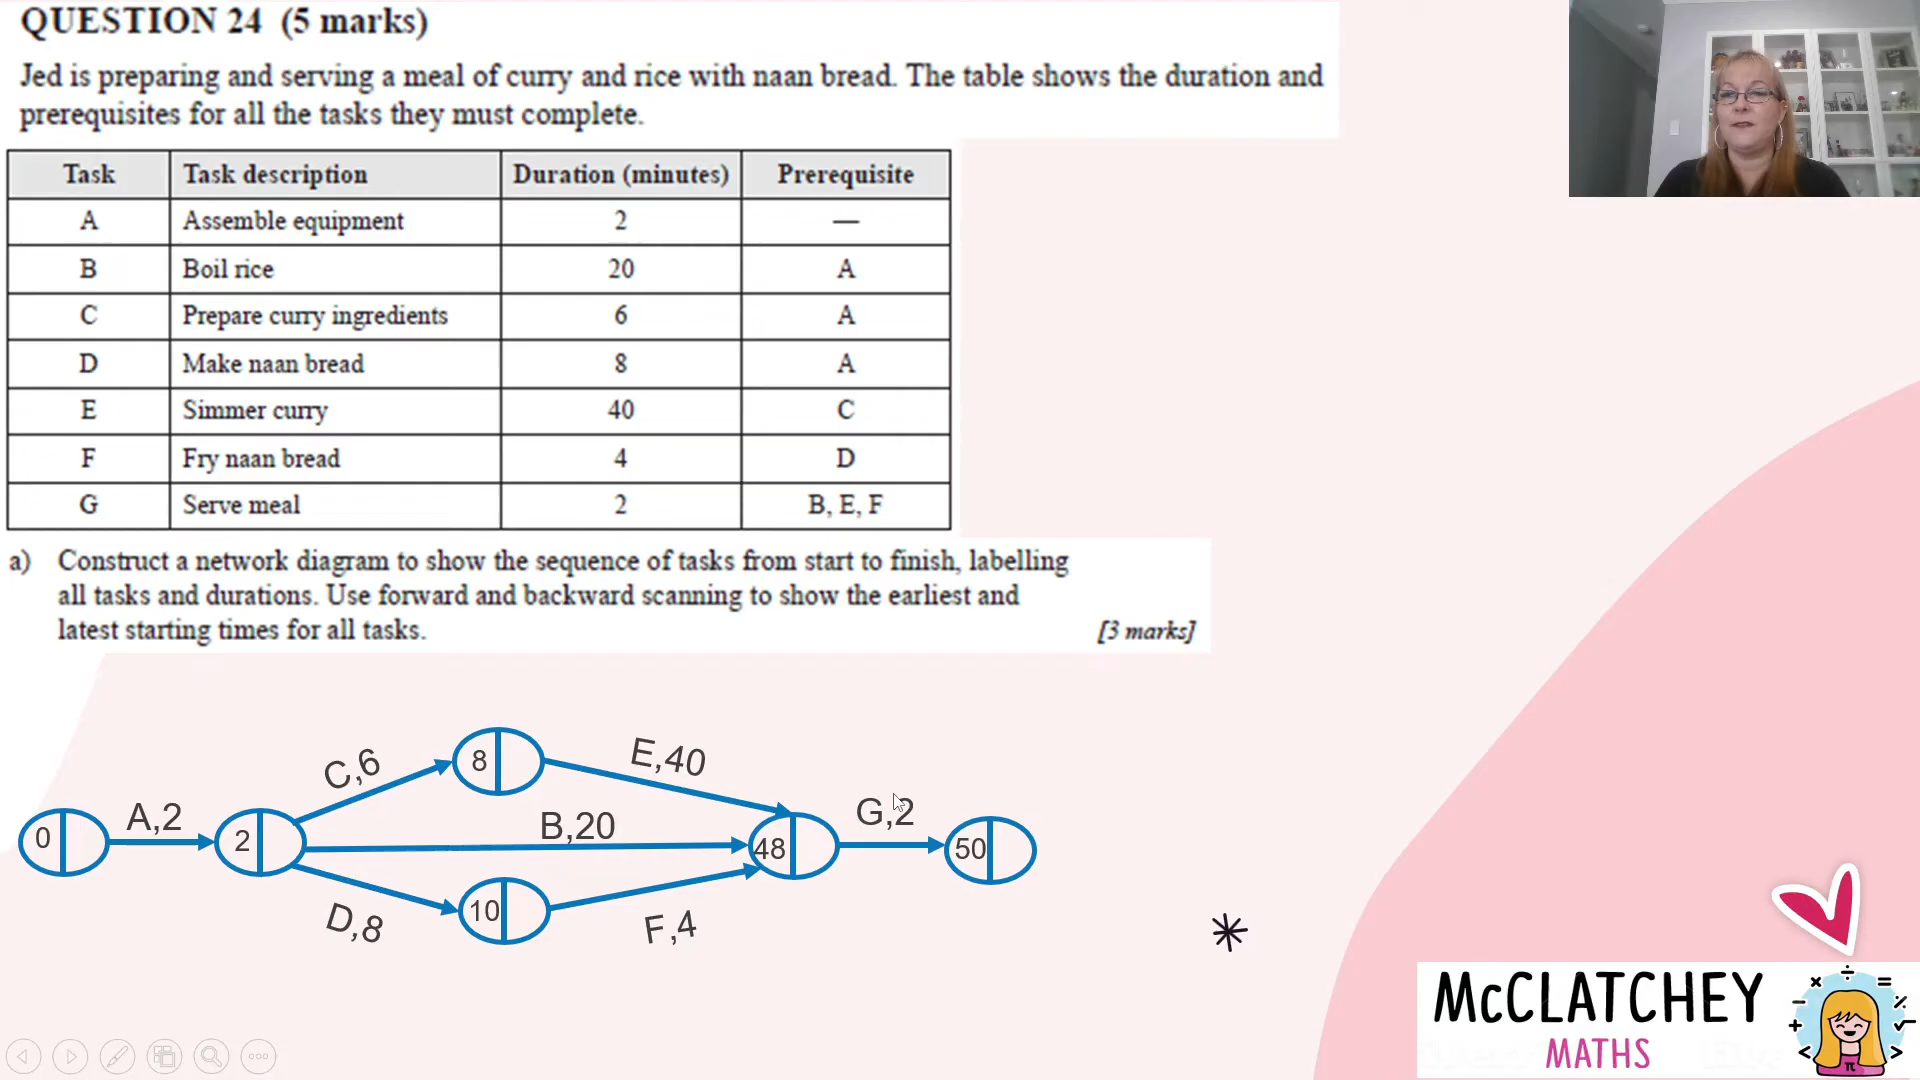 QUESTION 24 (5 marks)
Jed is preparing and serving a meal of curry and rice with naan bread. The table shows the duration and
prerequisites for all the tasks they must complete.
Task Task description Duration (minutes) Prerequisite
A Assemble equipment 2 —
B Boil rice 20 A
C Prepare curry ingredients 6 A
D Make naan bread 8 A
E Simmer curry 40 C
F Fry naan bread 4 D
G Serve meal 2 B, E, F
a) Construct a network diagram to show the sequence of tasks from start to finish, labelling
all tasks and durations. Use forward and backward scanning to show the earliest and
latest starting times for all tasks. [3 marks]
C,6 8 E,40
0 A,2 2 B,20 48 G,2 50
D,8 10 F,4
McCLATCHEY
MATHS